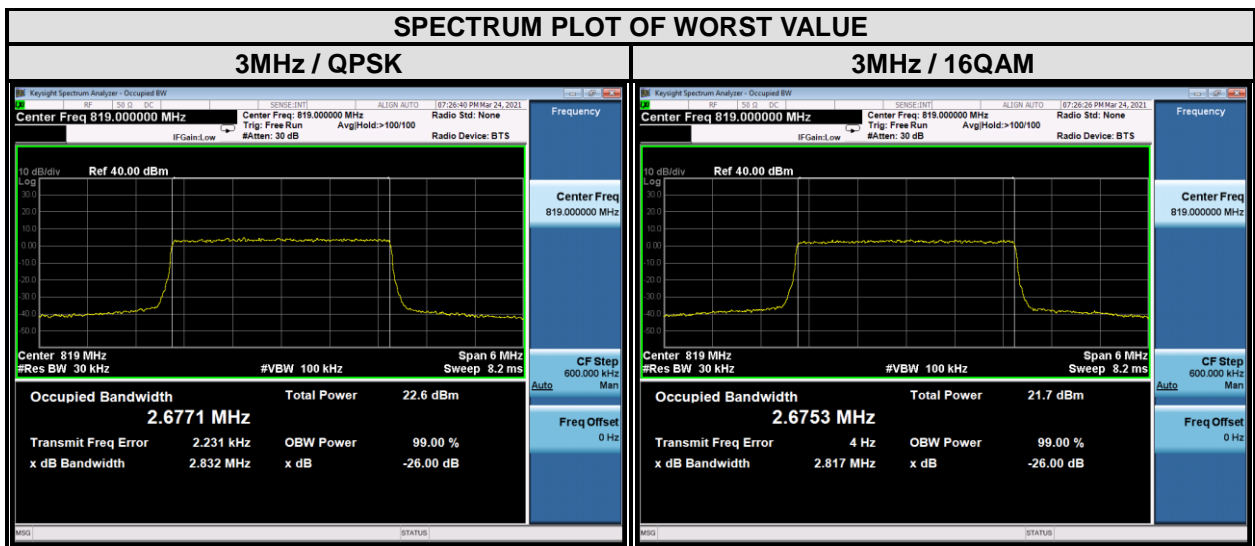 SPECTRUM PLOT OF WORST VALUE
3MHz / QPSK
3MHz / 16QAM
Keysight Spectrum Analyzer - Occupied BW
RF 50 Ω DC SENSE:INT ALIGN AUTO 07:26:40 PM Mar 24, 2021
Center Freq 819.000000 MHz
Center Freq: 819.000000 MHz
Radio Std: None
Trig: Free Run Avg|Hold:>100/100
IFGain:Low #Atten: 30 dB Radio Device: BTS
10 dB/div Ref 40.00 dBm
Log
30.0
20.0
10.0
0.00
-10.0
-20.0
-30.0
-40.0
-50.0
Center 819 MHz Span 6 MHz
#Res BW 30 kHz #VBW 100 kHz Sweep 8.2 ms
Occupied Bandwidth Total Power 22.6 dBm
2.6771 MHz
Transmit Freq Error 2.231 kHz OBW Power 99.00 %
x dB Bandwidth 2.832 MHz x dB -26.00 dB
MSG STATUS
Frequency
Center Freq
819.000000 MHz
CF Step
600.000 kHz
Auto Man
Freq Offset
0 Hz
Keysight Spectrum Analyzer - Occupied BW
RF 50 Ω DC SENSE:INT ALIGN AUTO 07:26:26 PM Mar 24, 2021
Center Freq 819.000000 MHz
Center Freq: 819.000000 MHz
Radio Std: None
Trig: Free Run Avg|Hold:>100/100
IFGain:Low #Atten: 30 dB Radio Device: BTS
10 dB/div Ref 40.00 dBm
Log
30.0
20.0
10.0
0.00
-10.0
-20.0
-30.0
-40.0
-50.0
Center 819 MHz Span 6 MHz
#Res BW 30 kHz #VBW 100 kHz Sweep 8.2 ms
Occupied Bandwidth Total Power 21.7 dBm
2.6753 MHz
Transmit Freq Error 4 Hz OBW Power 99.00 %
x dB Bandwidth 2.817 MHz x dB -26.00 dB
MSG STATUS
Frequency
Center Freq
819.000000 MHz
CF Step
600.000 kHz
Auto Man
Freq Offset
0 Hz